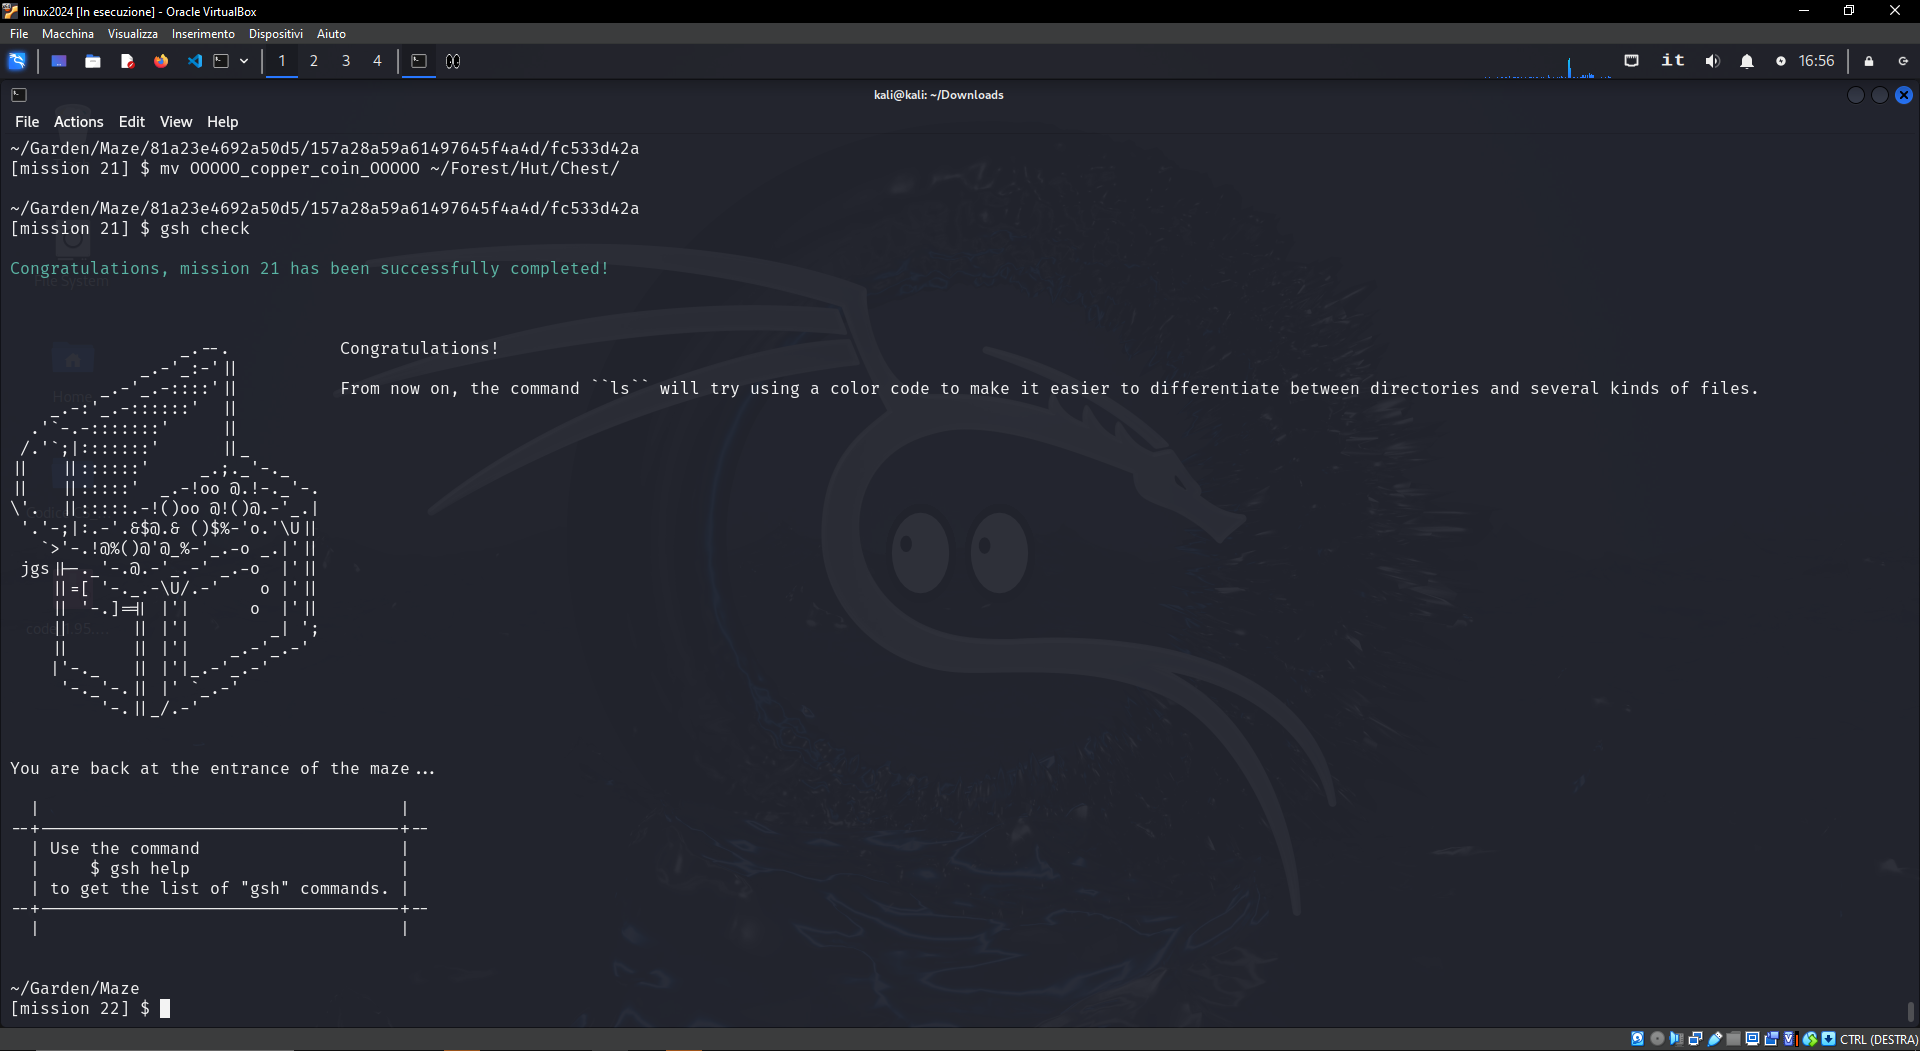 linux2024 [In esecuzione] - Oracle VirtualBox
File Macchina Visualizza Inserimento Dispositivi Aiuto
1 2 3 4 it 16:56
kali@kali: ~/Downloads
File Actions Edit View Help
~/Garden/Maze/81a23e4692a50d5/157a28a59a61497645f4a4d/fc533d42a
[mission 21] $ mv OOOOO_copper_coin_OOOOO ~/Forest/Hut/Chest/
~/Garden/Maze/81a23e4692a50d5/157a28a59a61497645f4a4d/fc533d42a
[mission 21] $ gsh check
Congratulations, mission 21 has been successfully completed!
File System
Congratulations!
From now on, the command ``ls`` will try using a color code to make it easier to differentiate between directories and several kinds of files.
Home
jgs
You are back at the entrance of the maze...
Use the command
$ gsh help
to get the list of "gsh" commands.
~/Garden/Maze
[mission 22] $
CTRL (DESTRA)